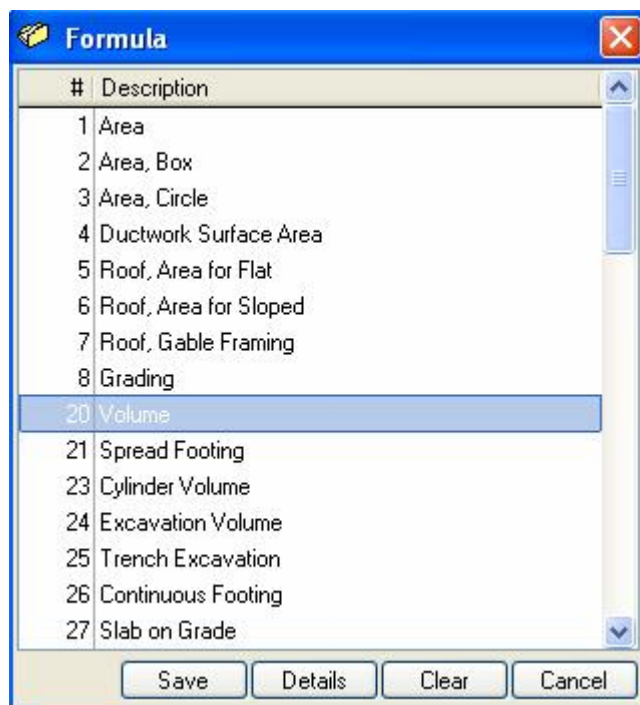 Formula
# Description
1 Area
2 Area, Box
3 Area, Circle
4 Ductwork Surface Area
5 Roof, Area for Flat
6 Roof, Area for Sloped
7 Roof, Gable Framing
8 Grading
20 Volume
21 Spread Footing
23 Cylinder Volume
24 Excavation Volume
25 Trench Excavation
26 Continuous Footing
27 Slab on Grade
Save Details Clear Cancel